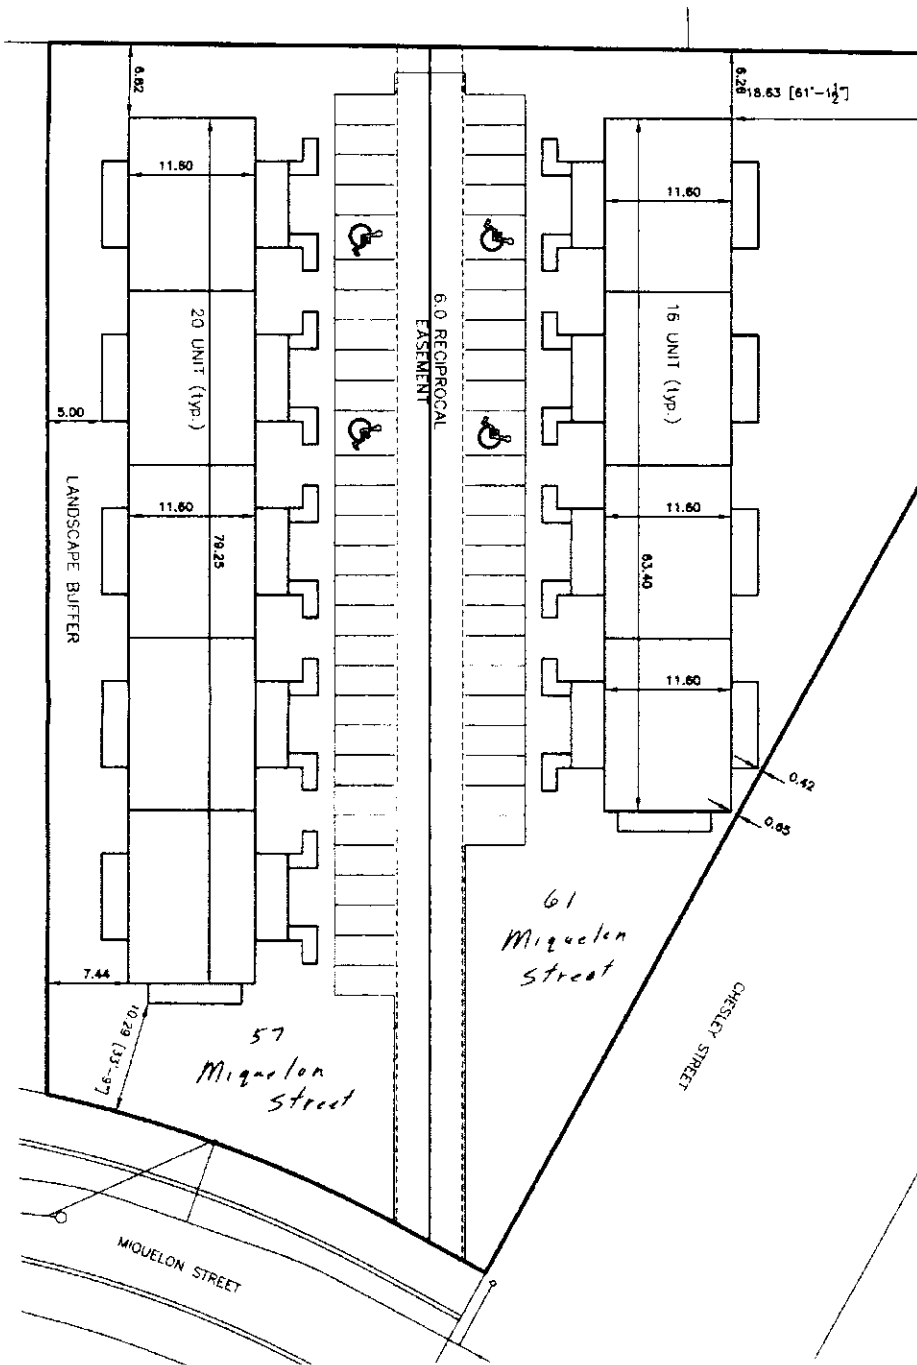 6.82
6.28
18.63 [61'-1½"]
11.60
11.60
6.0 RECIPROCAL
EASEMENT
20 UNIT (typ.)
16 UNIT (typ.)
5.00
LANDSCAPE BUFFER
11.60
79.25
11.60
63.40
11.60
0.42
0.65
61
Miquelon
Street
7.44
10.29 [33'-9"]
57
Miquelon
Street
CHESLEY STREET
MIQUELON STREET